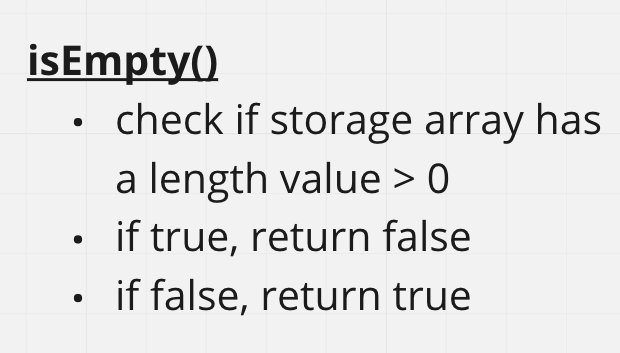 isEmpty()
• check if storage array has
a length value > 0
• if true, return false
• if false, return true